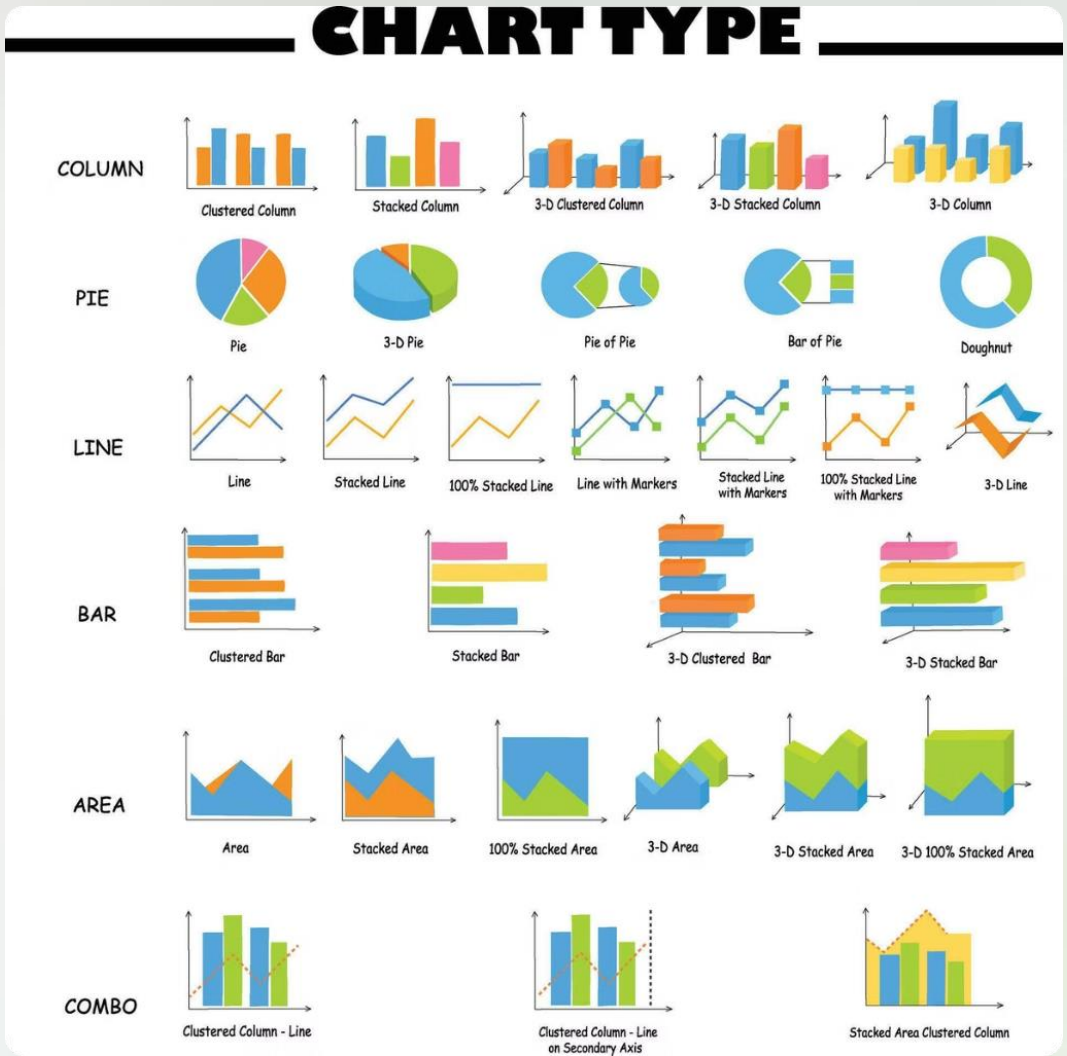 CHART TYPE
COLUMN
Clustered Column
Stacked Column
3-D Clustered Column
3-D Stacked Column
3-D Column
PIE
Pie
3-D Pie
Pie of Pie
Bar of Pie
Doughnut
LINE
Line
Stacked Line
100% Stacked Line
Line with Markers
Stacked Line
with Markers
100% Stacked Line
with Markers
3-D Line
BAR
Clustered Bar
Stacked Bar
3-D Clustered Bar
3-D Stacked Bar
AREA
Area
Stacked Area
100% Stacked Area
3-D Area
3-D Stacked Area
3-D 100% Stacked Area
COMBO
Clustered Column - Line
Clustered Column - Line
on Secondary Axis
Stacked Area Clustered Column